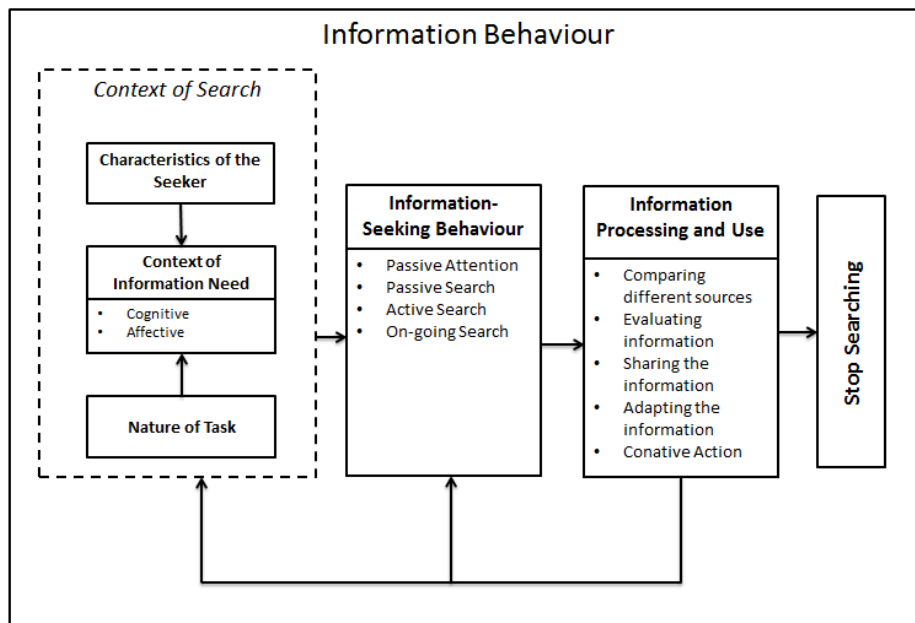 Information Behaviour
Context of Search
Characteristics of the
Seeker
Context of
Information Need
• Cognitive
• Affective
Nature of Task
Information-
Seeking Behaviour
• Passive Attention
• Passive Search
• Active Search
• On-going Search
Information
Processing and Use
• Comparing
different sources
• Evaluating
information
• Sharing the
information
• Adapting the
information
• Conative Action
Stop Searching